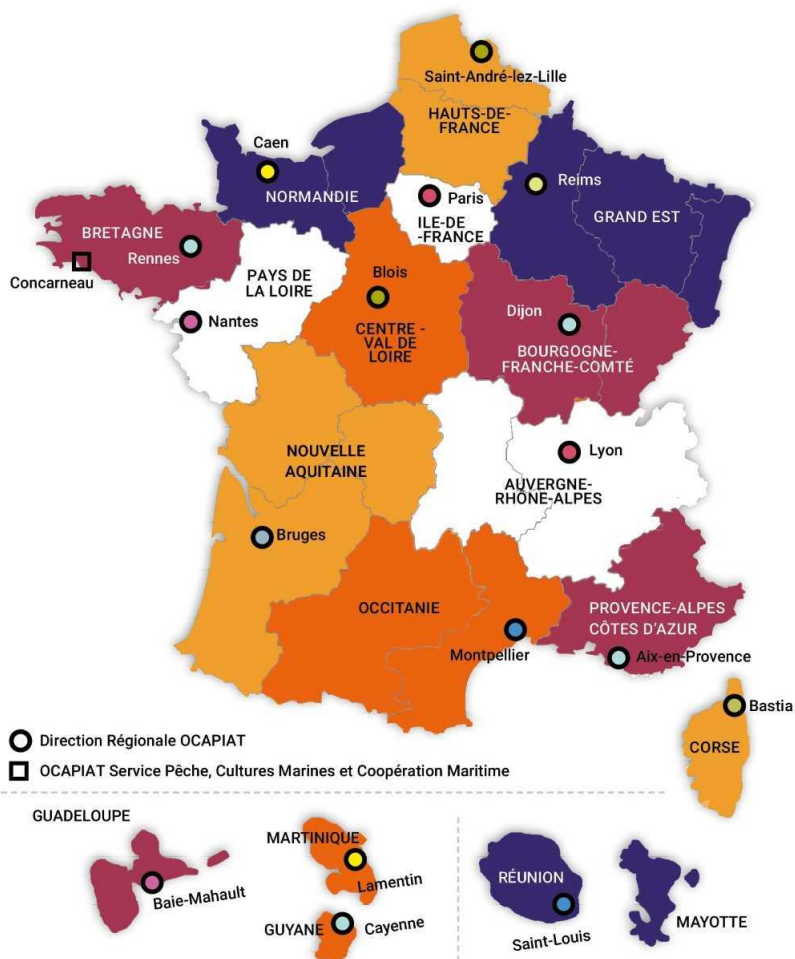 Saint-André-lez-Lille
HAUTS-DE-
FRANCE
Caen
NORMANDIE
Paris
ILE-DE
-FRANCE
Reims
GRAND EST
BRETAGNE
Rennes
Concarneau
PAYS DE
LA LOIRE
Nantes
Blois
CENTRE -
VAL DE
LOIRE
Dijon
BOURGOGNE-
FRANCHE-COMTÉ
NOUVELLE
AQUITAINE
Bruges
Lyon
AUVERGNE-
RHÔNE-ALPES
OCCITANIE
Montpellier
PROVENCE-ALPES
CÔTES D'AZUR
Aix-en-Provence
Bastia
CORSE
Direction Régionale OCAPIAT
OCAPIAT Service Pêche, Cultures Marines et Coopération Maritime
GUADELOUPE
Baie-Mahault
MARTINIQUE
Lamentin
GUYANE
Cayenne
RÉUNION
Saint-Louis
MAYOTTE